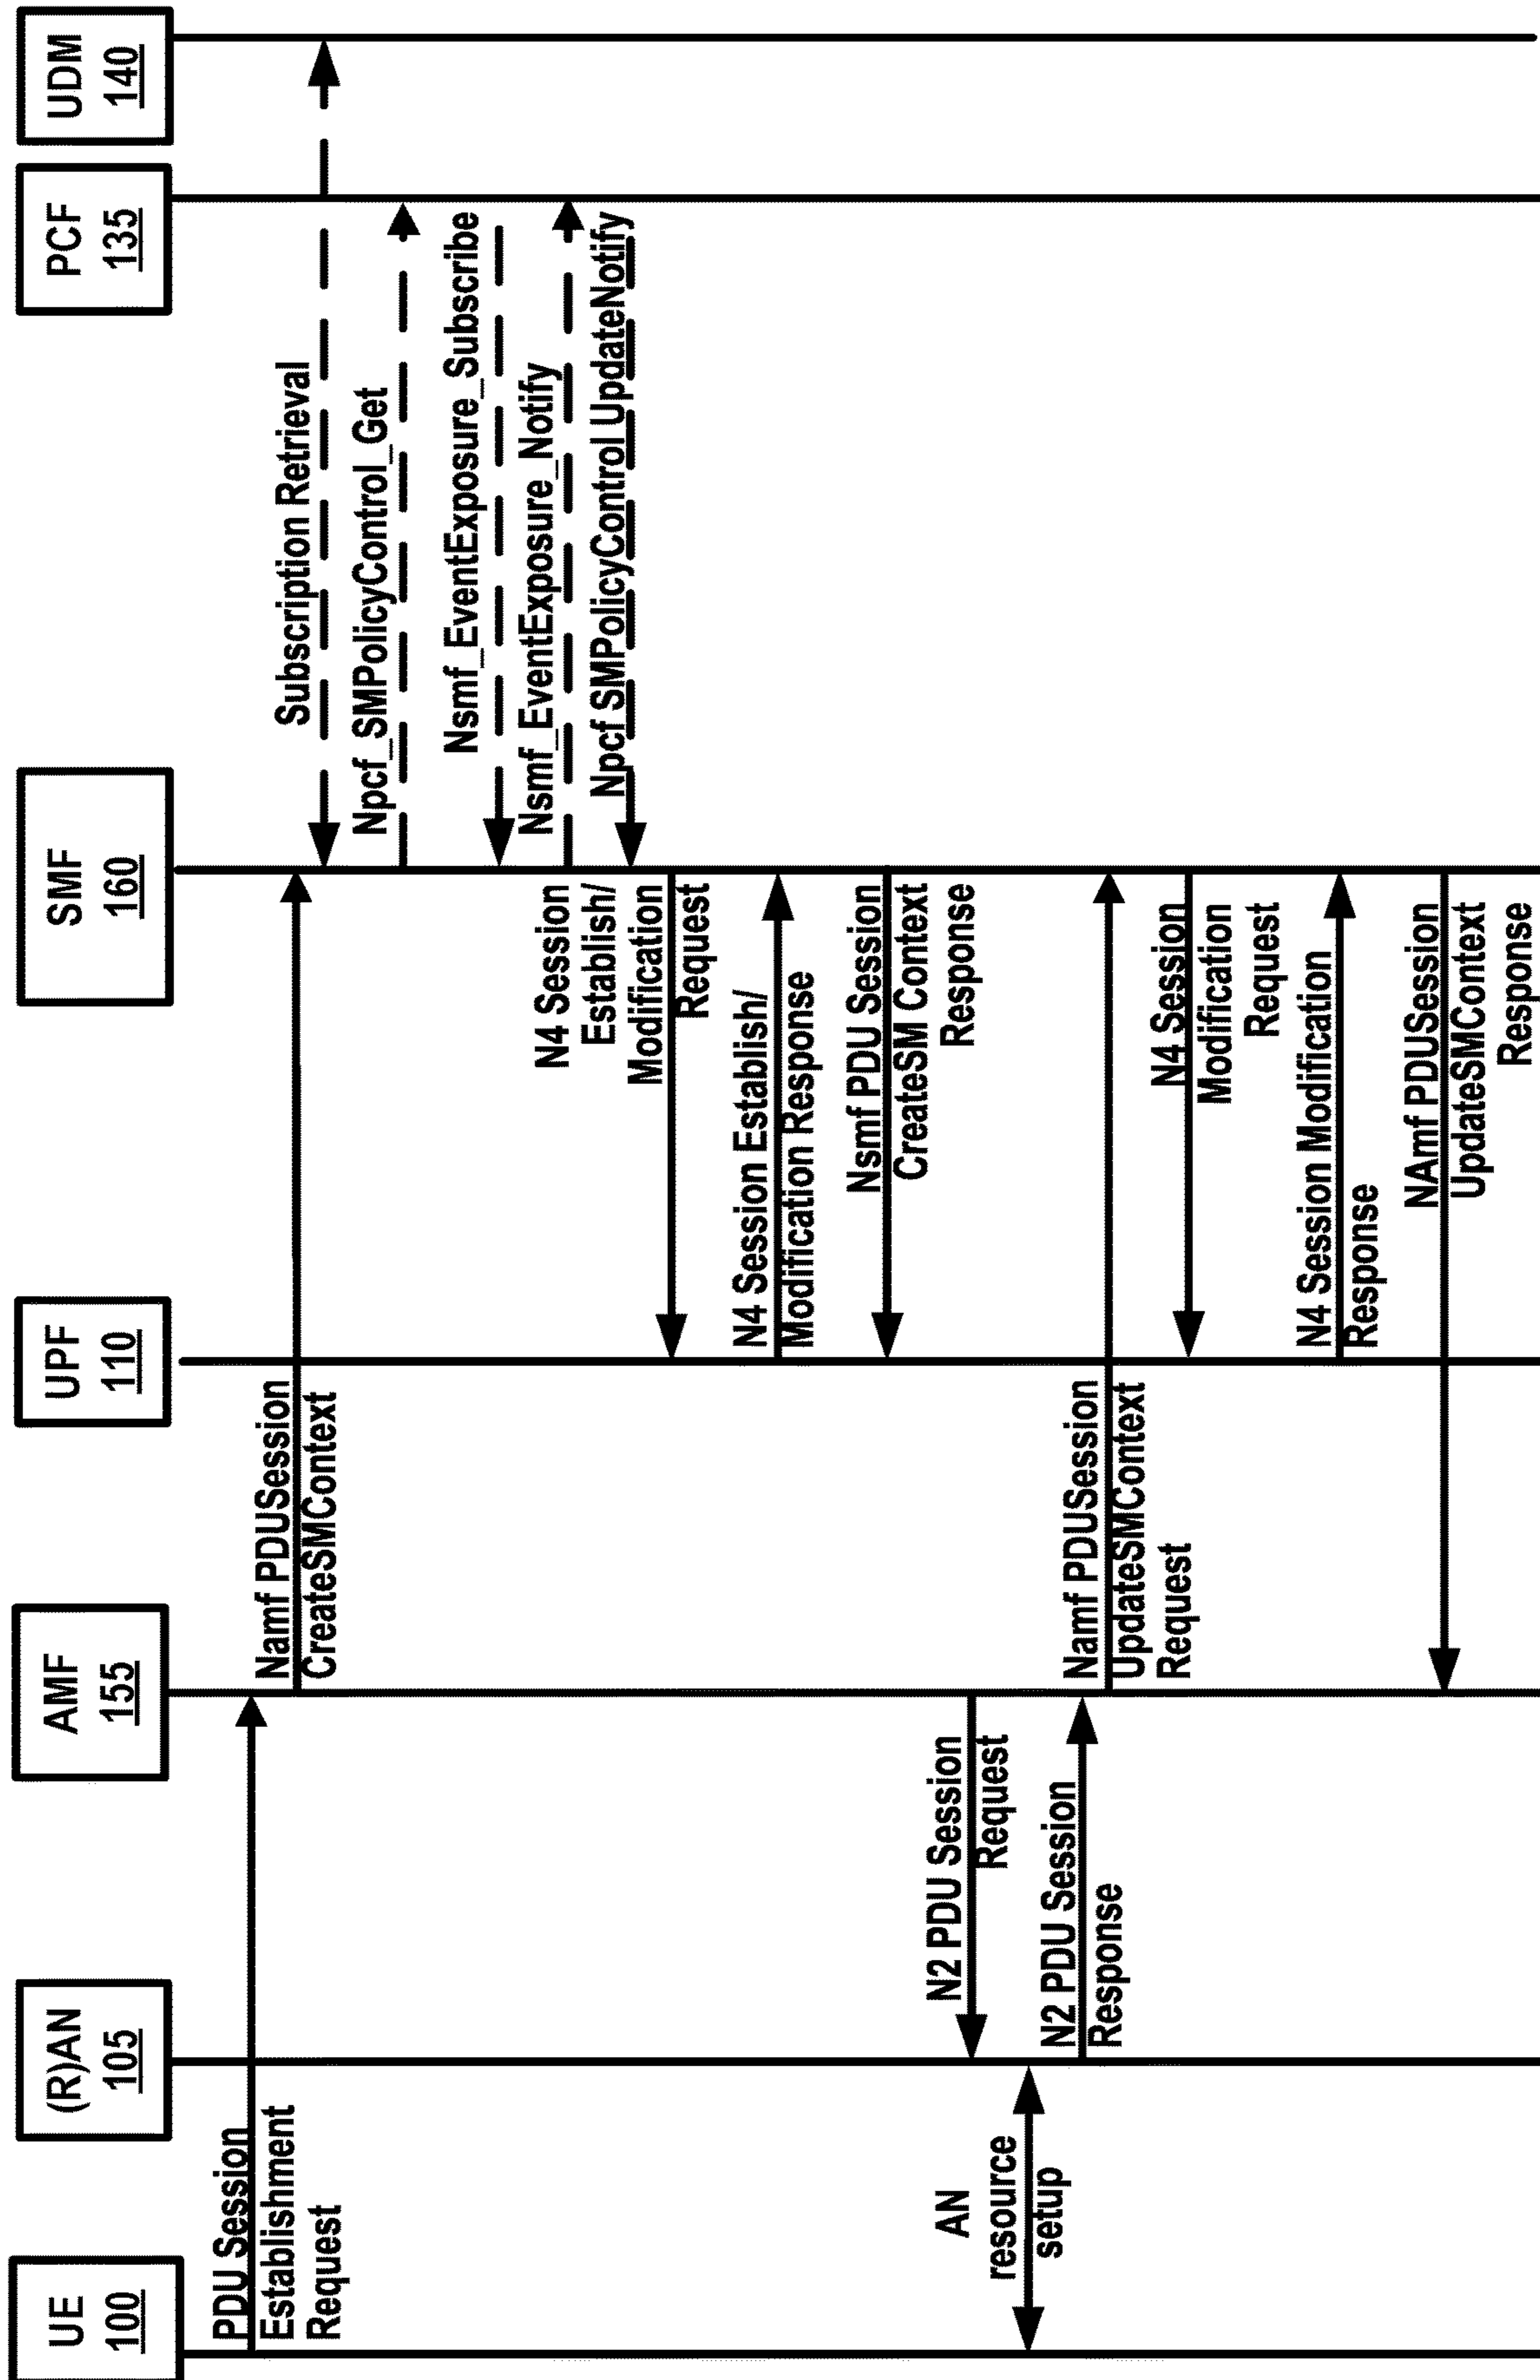 UE
100
(R)AN
105
AMF
155
UPF
110
SMF
160
PCF
135
UDM
140
PDU Session
Establishment
Request
Namf PDUSession
CreateSMContext
Subscription Retrieval
Npcf_SMPolicyControl_Get
Nsmf_EventExposure_Subscribe
Nsmf_EventExposure_Notify
Npcf SMPolicyControl UpdateNotify
N4 Session
Establish/
Modification
Request
N4 Session Establish/
Modification Response
Nsmf PDU Session
CreateSM Context
Response
N2 PDU Session
Request
AN
resource
setup
N2 PDU Session
Response
Namf PDUSession
UpdateSMContext
Request
N4 Session
Modification
Request
N4 Session Modification
Response
NAmf PDUSession
UpdateSMContext
Response